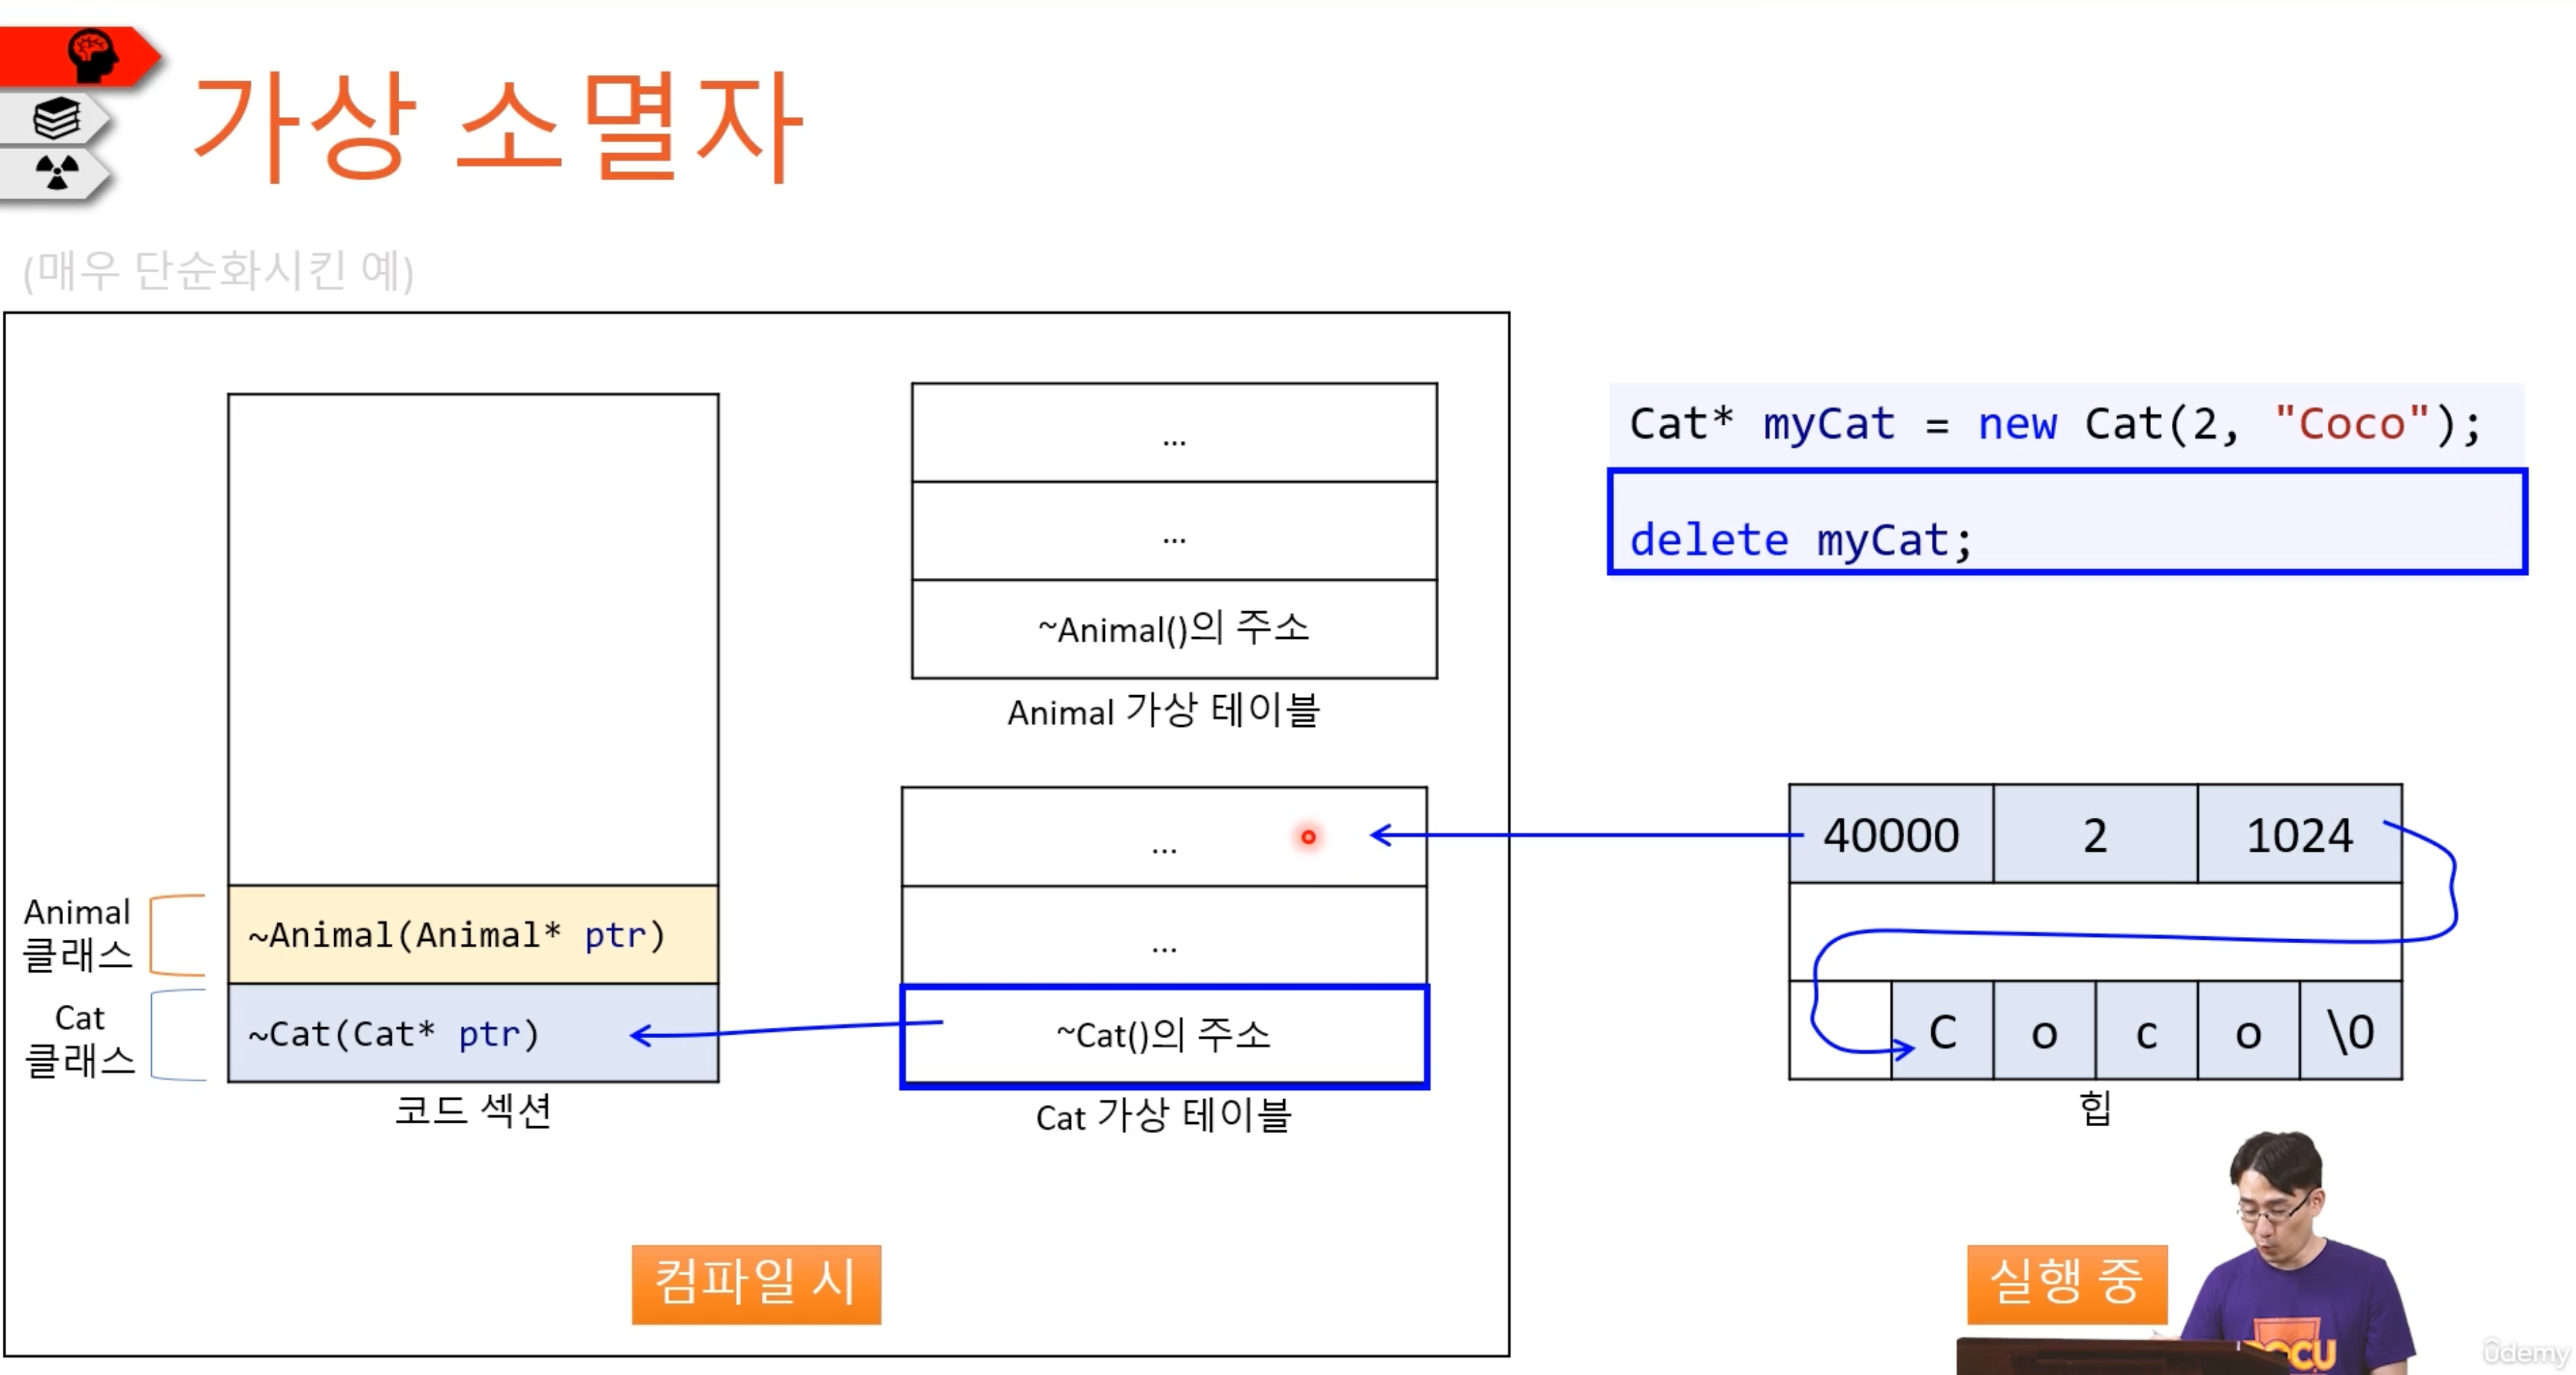 가상 소멸자
(매우 단순화시킨 예)
...
...
~Animal()의 주소
Animal 가상 테이블
Cat* myCat = new Cat(2, "Coco");
delete myCat;
Animal
클래스
~Animal(Animal* ptr)
Cat
클래스
~Cat(Cat* ptr)
코드 섹션
...
...
~Cat()의 주소
Cat 가상 테이블
40000 2 1024
C o c o \0
힙
컴파일 시
실행 중
ûdemy